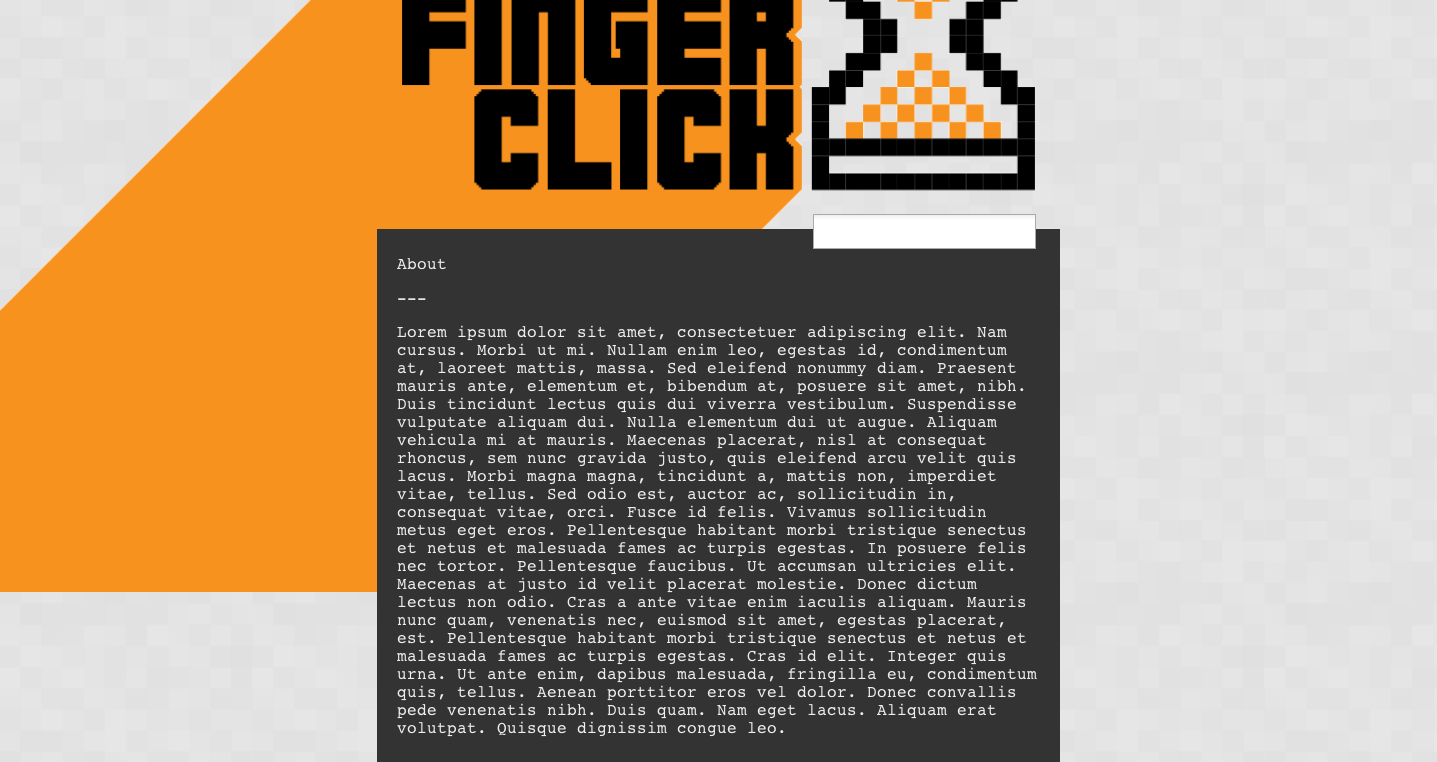 FINGER
CLICK
About
---
Lorem ipsum dolor sit amet, consectetuer adipiscing elit. Nam
cursus. Morbi ut mi. Nullam enim leo, egestas id, condimentum
at, laoreet mattis, massa. Sed eleifend nonummy diam. Praesent
mauris ante, elementum et, bibendum at, posuere sit amet, nibh.
Duis tincidunt lectus quis dui viverra vestibulum. Suspendisse
vulputate aliquam dui. Nulla elementum dui ut augue. Aliquam
vehicula mi at mauris. Maecenas placerat, nisl at consequat
rhoncus, sem nunc gravida justo, quis eleifend arcu velit quis
lacus. Morbi magna magna, tincidunt a, mattis non, imperdiet
vitae, tellus. Sed odio est, auctor ac, sollicitudin in,
consequat vitae, orci. Fusce id felis. Vivamus sollicitudin
metus eget eros. Pellentesque habitant morbi tristique senectus
et netus et malesuada fames ac turpis egestas. In posuere felis
nec tortor. Pellentesque faucibus. Ut accumsan ultricies elit.
Maecenas at justo id velit placerat molestie. Donec dictum
lectus non odio. Cras a ante vitae enim iaculis aliquam. Mauris
nunc quam, venenatis nec, euismod sit amet, egestas placerat,
est. Pellentesque habitant morbi tristique senectus et netus et
malesuada fames ac turpis egestas. Cras id elit. Integer quis
urna. Ut ante enim, dapibus malesuada, fringilla eu, condimentum
quis, tellus. Aenean porttitor eros vel dolor. Donec convallis
pede venenatis nibh. Duis quam. Nam eget lacus. Aliquam erat
volutpat. Quisque dignissim congue leo.